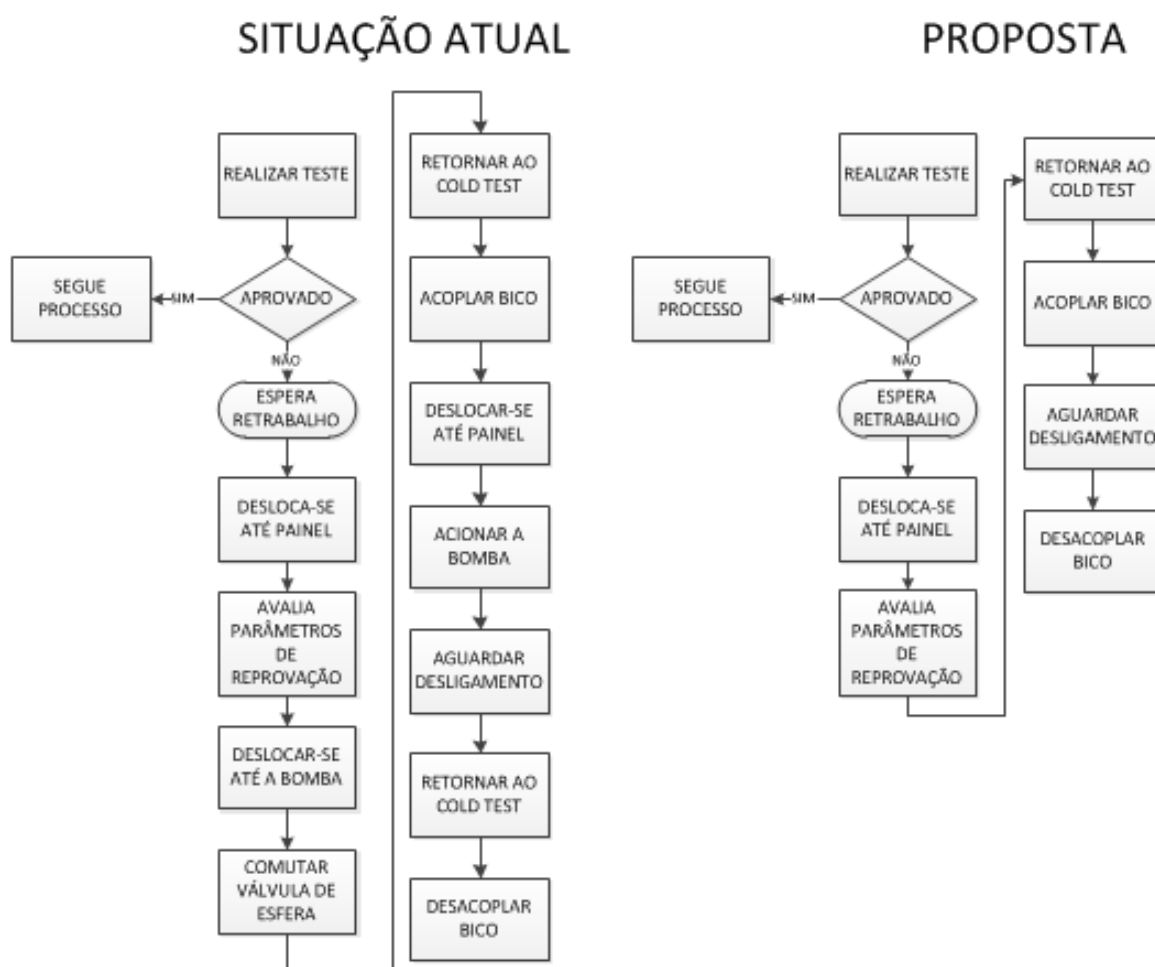 SITUAÇÃO ATUAL
REALIZAR TESTE
APROVADO
SIM
SEGUE
PROCESSO
NÃO
ESPERA
RETRABALHO
DESLOCA-SE
ATÉ PAINEL
AVALIA
PARÂMETROS
DE
REPROVAÇÃO
DESLOCAR-SE
ATÉ A BOMBA
COMUTAR
VÁLVULA DE
ESFERA
RETORNAR AO
COLD TEST
ACOPLAR BICO
DESLOCAR-SE
ATÉ PAINEL
ACIONAR A
BOMBA
AGUARDAR
DESLIGAMENTO
RETORNAR AO
COLD TEST
DESACOPLAR
BICO
PROPOSTA
REALIZAR TESTE
APROVADO
SIM
SEGUE
PROCESSO
NÃO
ESPERA
RETRABALHO
DESLOCA-SE
ATÉ PAINEL
AVALIA
PARÂMETROS
DE
REPROVAÇÃO
RETORNAR AO
COLD TEST
ACOPLAR BICO
AGUARDAR
DESLIGAMENTO
DESACOPLAR
BICO